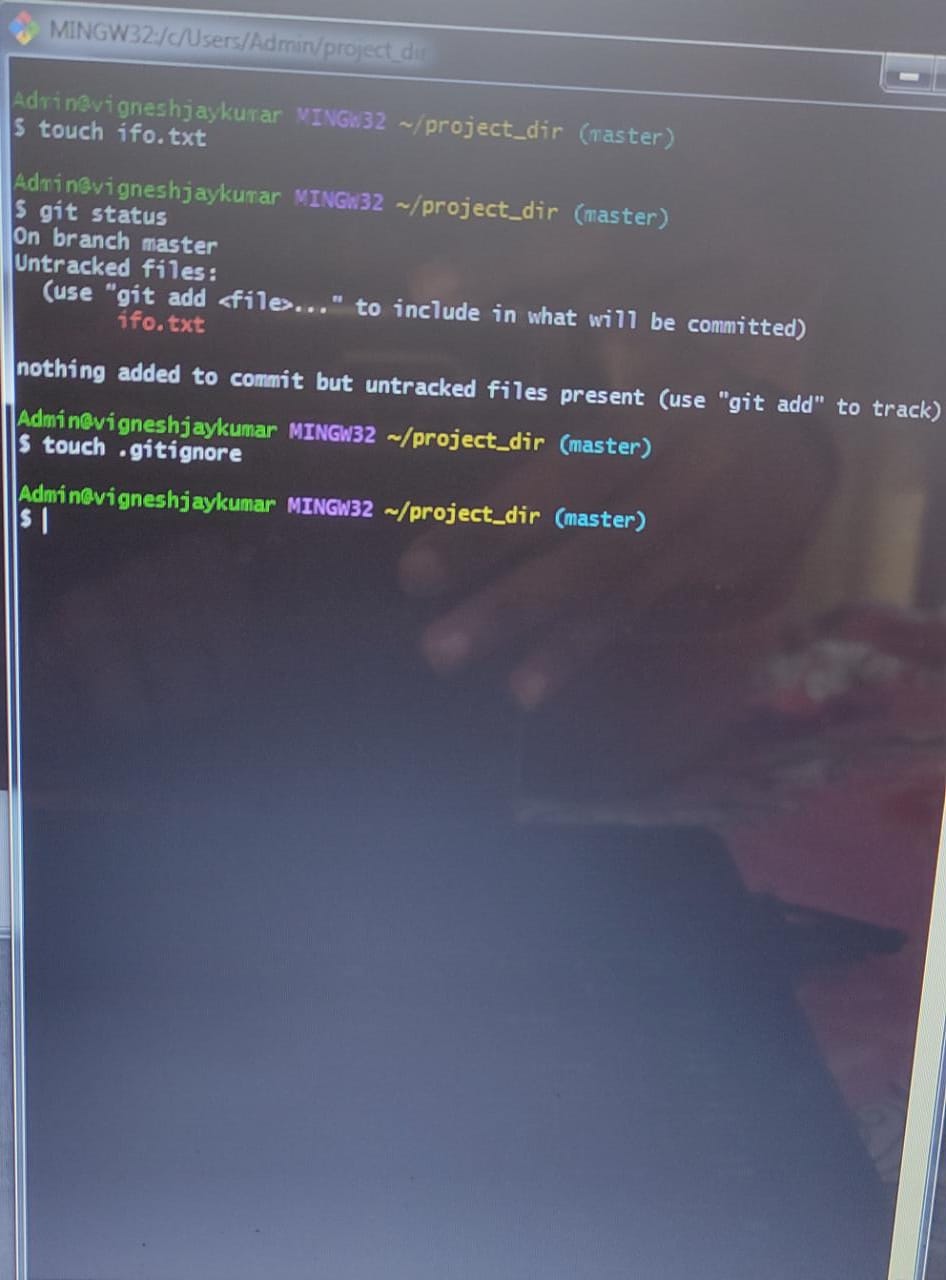 MINGW32:/c/Users/Admin/project_dir
Admin@vigneshjaykumar MINGW32 ~/project_dir (master)
$ touch ifo.txt
Admin@vigneshjaykumar MINGW32 ~/project_dir (master)
$ git status
On branch master
Untracked files:
  (use "git add <file>..." to include in what will be committed)
        ifo.txt
nothing added to commit but untracked files present (use "git add" to track)
Admin@vigneshjaykumar MINGW32 ~/project_dir (master)
$ touch .gitignore
Admin@vigneshjaykumar MINGW32 ~/project_dir (master)
$